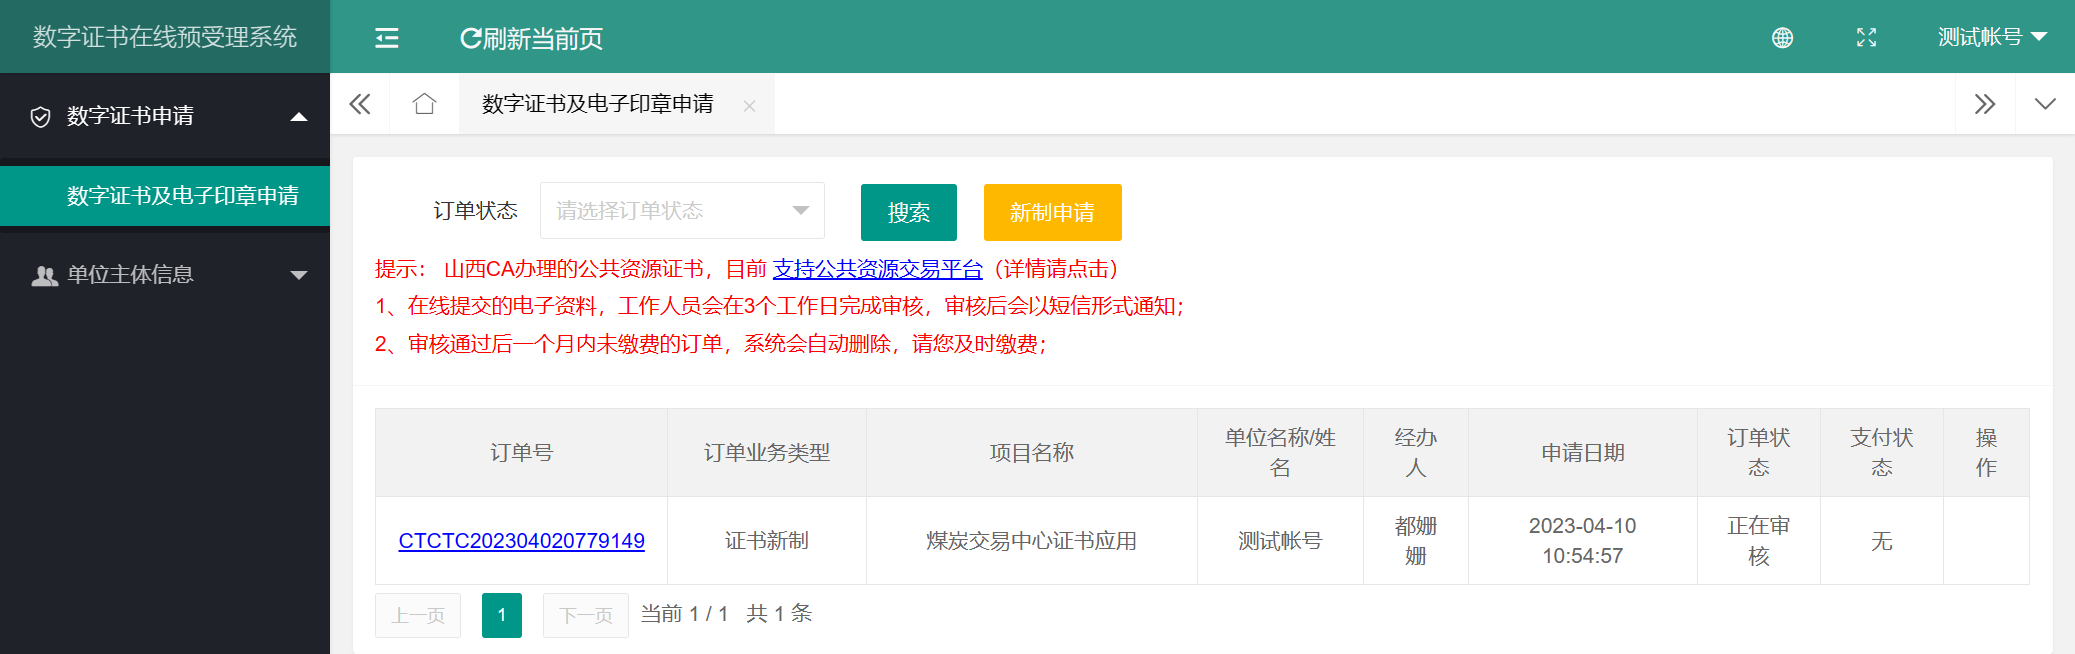 数字证书在线预受理系统
刷新当前页
测试帐号
数字证书申请
数字证书及电子印章申请
单位主体信息
数字证书及电子印章申请
订单状态
请选择订单状态
搜索
新制申请
提示： 山西CA办理的公共资源证书，目前 支持公共资源交易平台（详情请点击）
1、在线提交的电子资料，工作人员会在3个工作日完成审核，审核后会以短信形式通知；
2、审核通过后一个月内未缴费的订单，系统会自动删除，请您及时缴费；
订单号
订单业务类型
项目名称
单位名称/姓
名
经办
人
申请日期
订单状
态
支付状
态
操
作
CTCTC202304020779149
证书新制
煤炭交易中心证书应用
测试帐号
都姗
姗
2023-04-10
10:54:57
正在审
核
无
上一页
1
下一页
当前 1 / 1 共 1 条